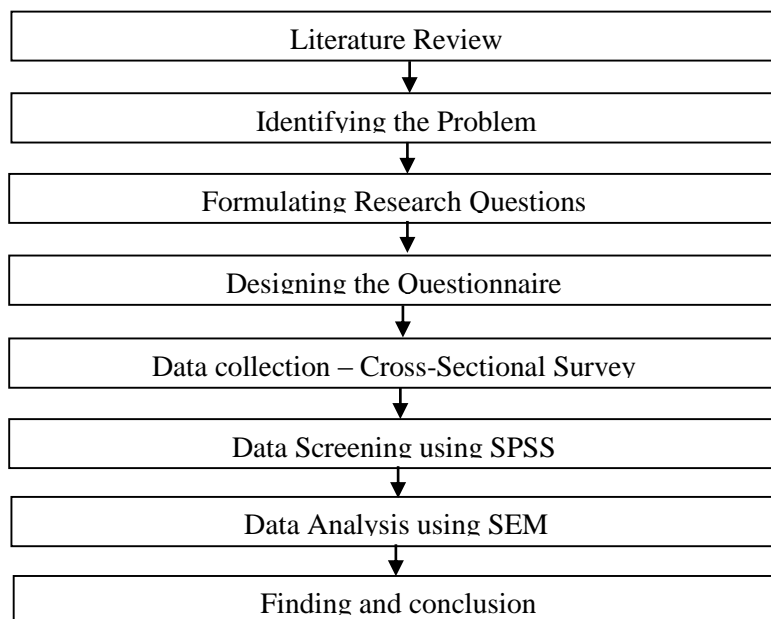 Literature Review
Identifying the Problem
Formulating Research Questions
Designing the Questionnaire
Data collection – Cross-Sectional Survey
Data Screening using SPSS
Data Analysis using SEM
Finding and conclusion